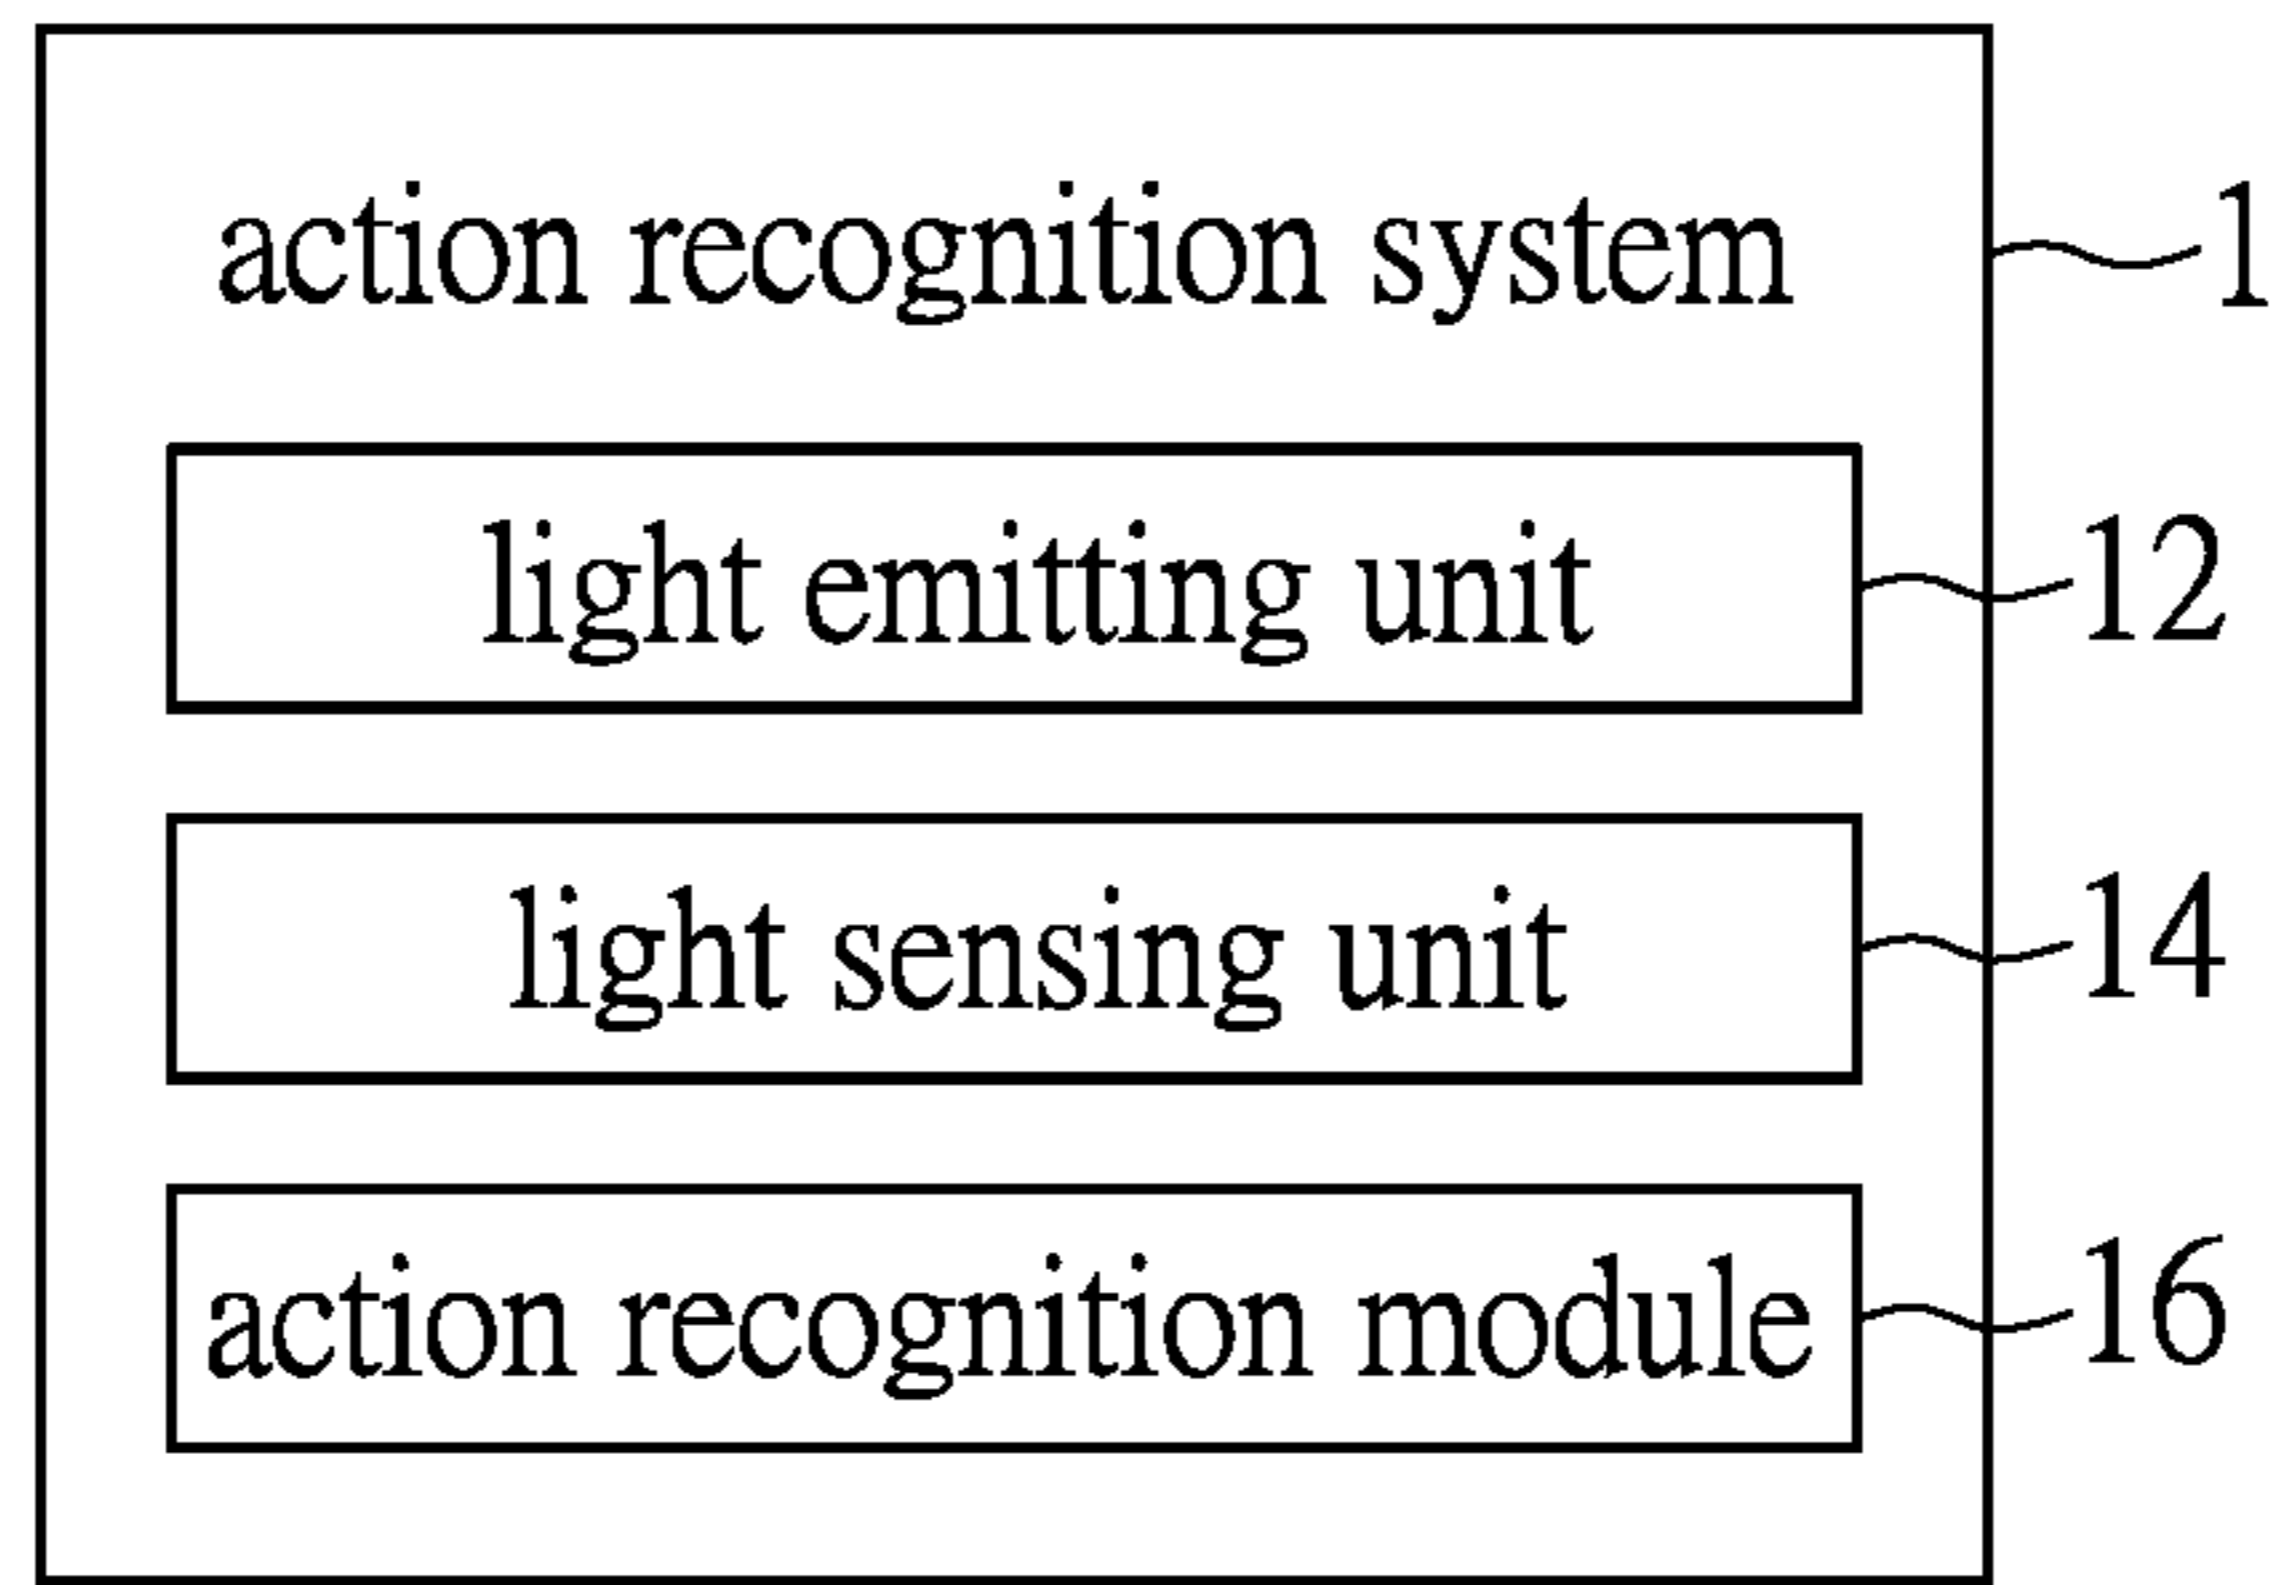 action recognition system 1
light emitting unit 12
light sensing unit 14
action recognition module 16